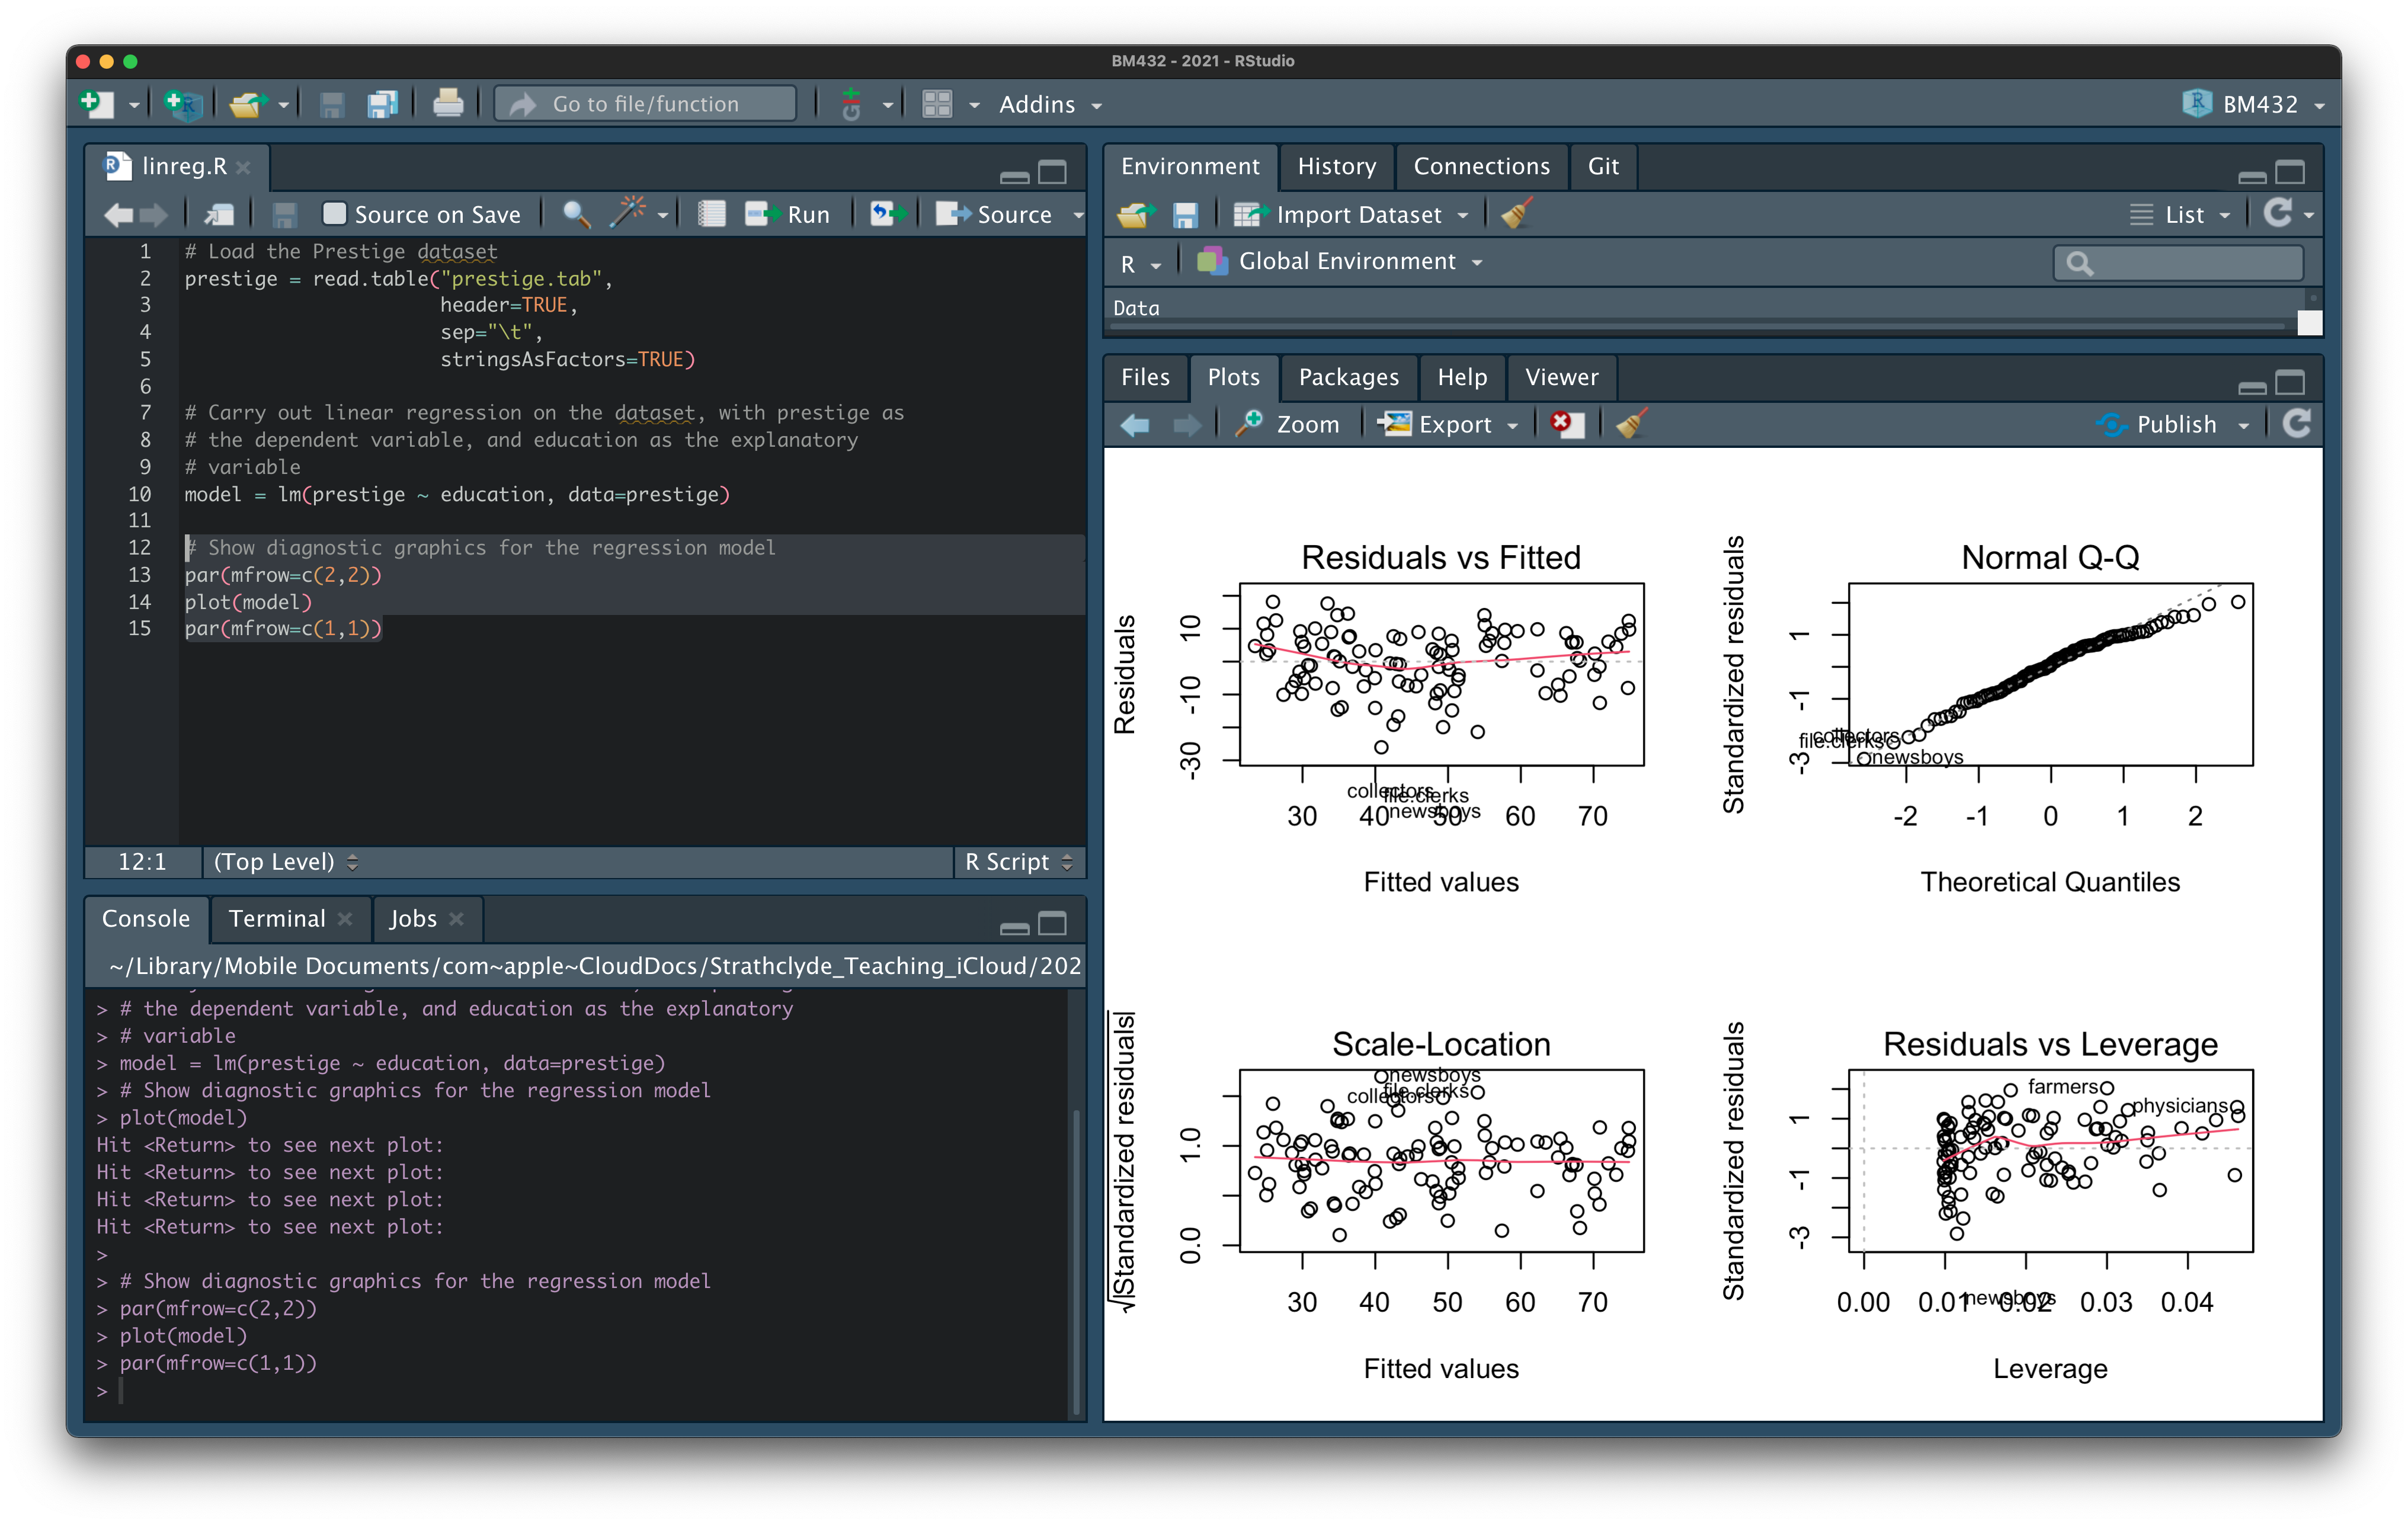 BM432 - 2021 - RStudio
Go to file/function
Git
Addins
BM432
linreg.R
Source on Save
Run
Source
1 # Load the Prestige dataset
2 prestige = read.table("prestige.tab",
3 header=TRUE,
4 sep="\t",
5 stringsAsFactors=TRUE)
6
7 # Carry out linear regression on the dataset, with prestige as
8 # the dependent variable, and education as the explanatory
9 # variable
10 model = lm(prestige ~ education, data=prestige)
11
12 # Show diagnostic graphics for the regression model
13 par(mfrow=c(2,2))
14 plot(model)
15 par(mfrow=c(1,1))
12:1 (Top Level) R Script
Console Terminal Jobs
~/Library/Mobile Documents/com~apple~CloudDocs/Strathclyde_Teaching_iCloud/202
> # the dependent variable, and education as the explanatory
> # variable
> model = lm(prestige ~ education, data=prestige)
> # Show diagnostic graphics for the regression model
> plot(model)
Hit <Return> to see next plot:
Hit <Return> to see next plot:
Hit <Return> to see next plot:
Hit <Return> to see next plot:
>
> # Show diagnostic graphics for the regression model
> par(mfrow=c(2,2))
> plot(model)
> par(mfrow=c(1,1))
>
Environment History Connections Git
Import Dataset
List
R Global Environment
Data
Files Plots Packages Help Viewer
Zoom Export Publish
Residuals vs Fitted
Residuals
10
-10
-30
collectors
file.clerks
newsboys
30 40 50 60 70
Fitted values
Normal Q-Q
Standardized residuals
1
-1
-3
collectors
file.clerks
newsboys
-2 -1 0 1 2
Theoretical Quantiles
Scale-Location
√|Standardized residuals|
1.0
0.0
newsboys
file.clerks
collectors
30 40 50 60 70
Fitted values
Residuals vs Leverage
Standardized residuals
1
-1
-3
farmers
physicians
newsboys
0.00 0.01 0.02 0.03 0.04
Leverage